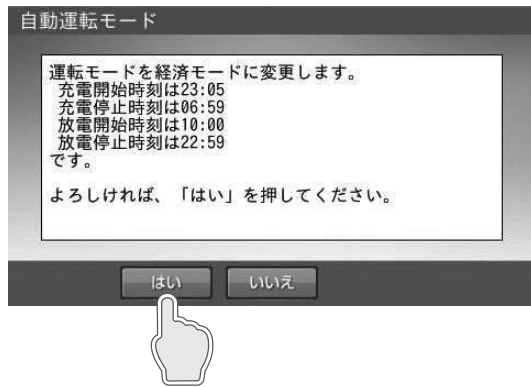 自動運転モード
運転モードを経済モードに変更します。
充電開始時刻は23:05
充電停止時刻は06:59
放電開始時刻は10:00
放電停止時刻は22:59
です。
よろしければ、「はい」を押してください。
はい
いいえ